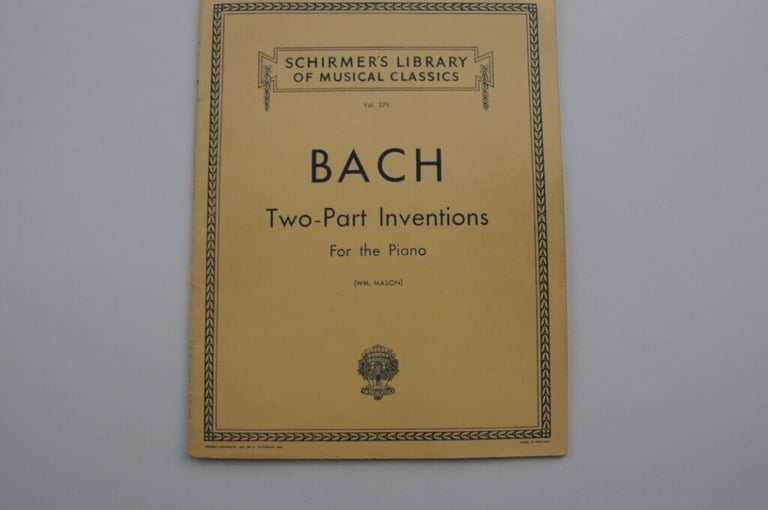 SCHIRMER'S LIBRARY
OF MUSICAL CLASSICS
Vol. 379
BACH
Two-Part Inventions
For the Piano
(WM. MASON)